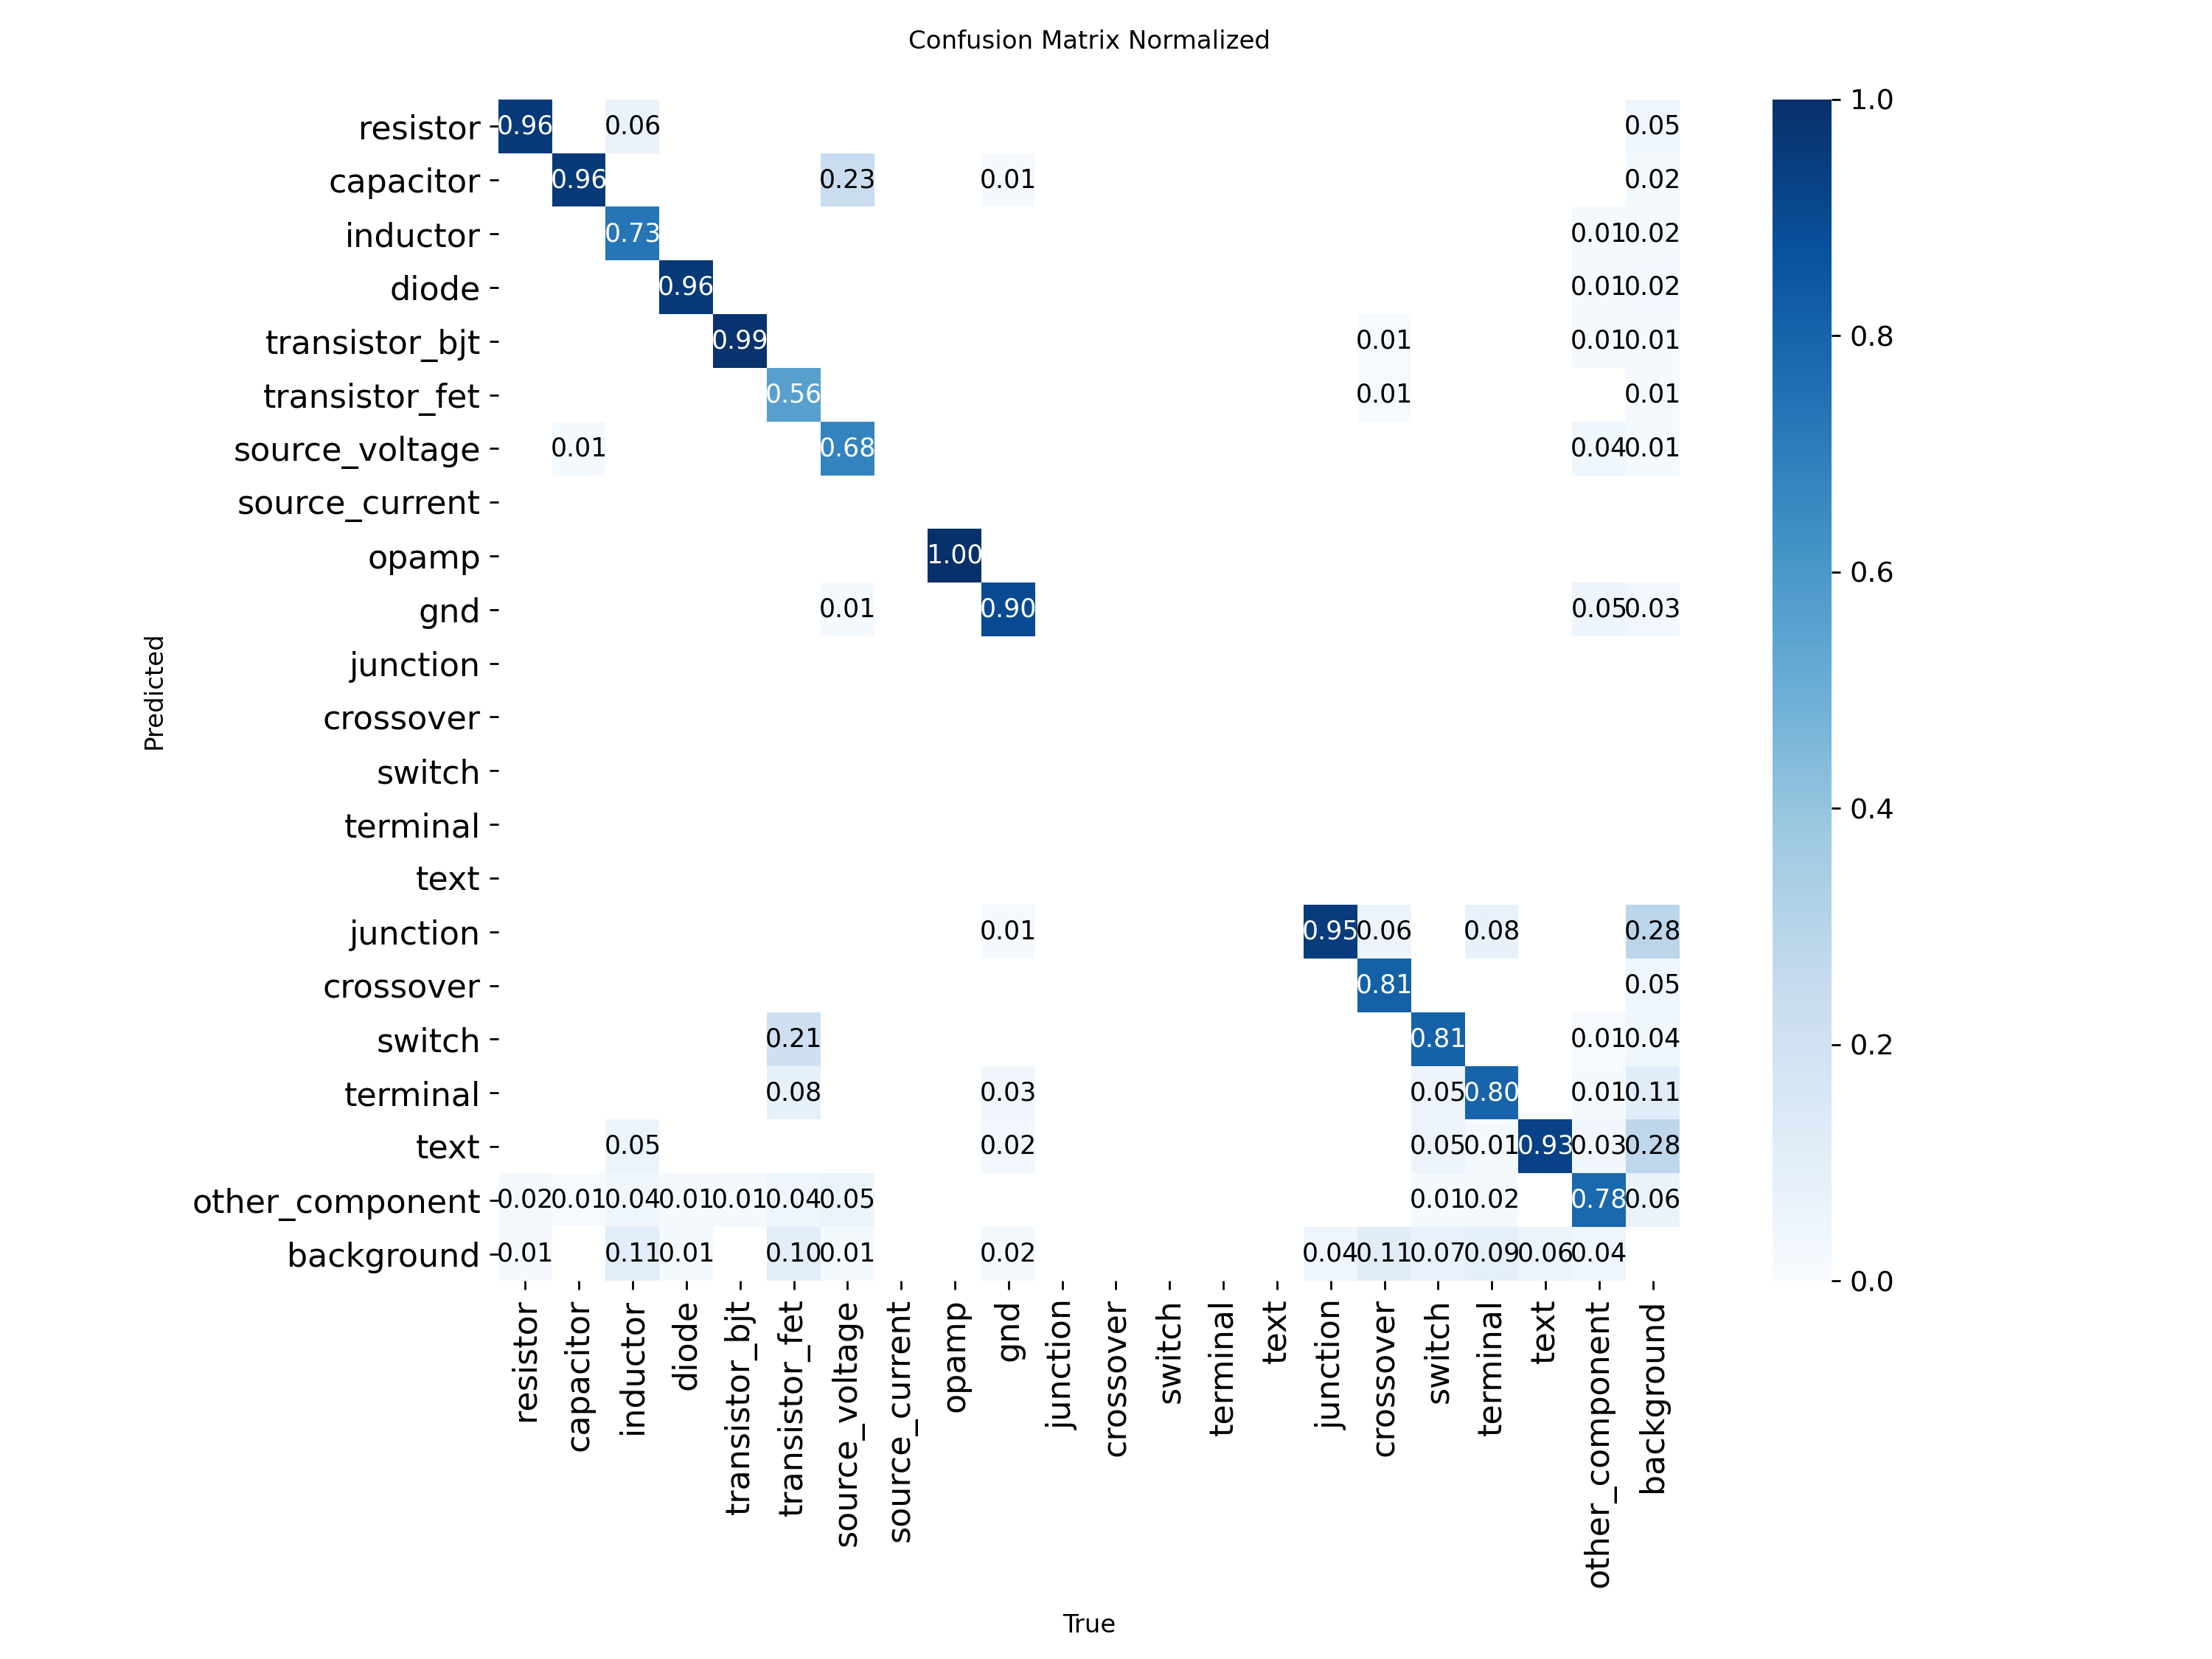 Confusion Matrix Normalized
resistor 0.96 0.06 0.05
capacitor 0.96 0.23 0.01 0.02
inductor 0.73 0.01 0.02
diode 0.96 0.01 0.02
transistor_bjt 0.99 0.01 0.01 0.01
transistor_fet 0.56 0.01 0.01
source_voltage 0.01 0.68 0.04 0.01
source_current
opamp 1.00
gnd 0.01 0.90 0.05 0.03
junction
crossover
switch
terminal
text
junction 0.01 0.95 0.06 0.08 0.28
crossover 0.81 0.05
switch 0.21 0.81 0.01 0.04
terminal 0.08 0.03 0.05 0.80 0.01 0.11
text 0.05 0.02 0.05 0.01 0.93 0.03 0.28
other_component 0.02 0.01 0.04 0.01 0.01 0.04 0.05 0.01 0.02 0.78 0.06
background 0.01 0.11 0.01 0.10 0.01 0.02 0.04 0.11 0.07 0.09 0.06 0.04
Predicted
resistor
capacitor
inductor
diode
transistor_bjt
transistor_fet
source_voltage
source_current
opamp
gnd
junction
crossover
switch
terminal
text
junction
crossover
switch
terminal
text
other_component
background
True
1.0
0.8
0.6
0.4
0.2
0.0